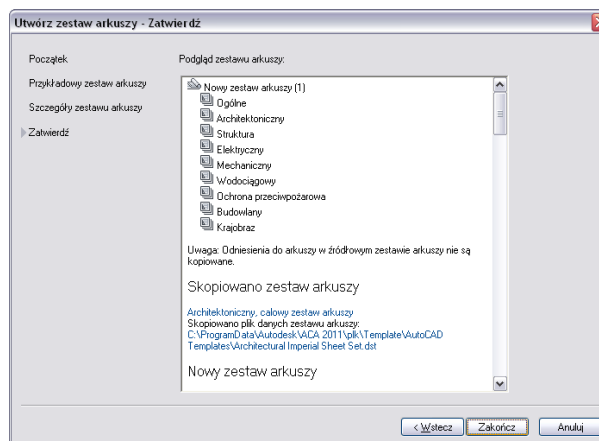 Utwórz zestaw arkuszy - Zatwierdź
Początek
Przykładowy zestaw arkuszy
Szczegóły zestawu arkuszy
Zatwierdź
Podgląd zestawu arkuszy:
Nowy zestaw arkuszy (1)
Ogólne
Architektoniczny
Struktura
Elektryczny
Mechaniczny
Wodociągowy
Ochrona przeciwpożarowa
Budowlany
Krajobraz
Uwaga: Odniesienia do arkuszy w źródłowym zestawie arkuszy nie są
kopiowane.
Skopiowano zestaw arkuszy
Architektoniczny, calowy zestaw arkuszy
Skopiowano plik danych zestawu arkuszy:
C:\ProgramData\Autodesk\ACA 2011\plk\Template\AutoCAD
Templates\Architectural Imperial Sheet Set.dst
Nowy zestaw arkuszy
< Wstecz
Zakończ
Anuluj